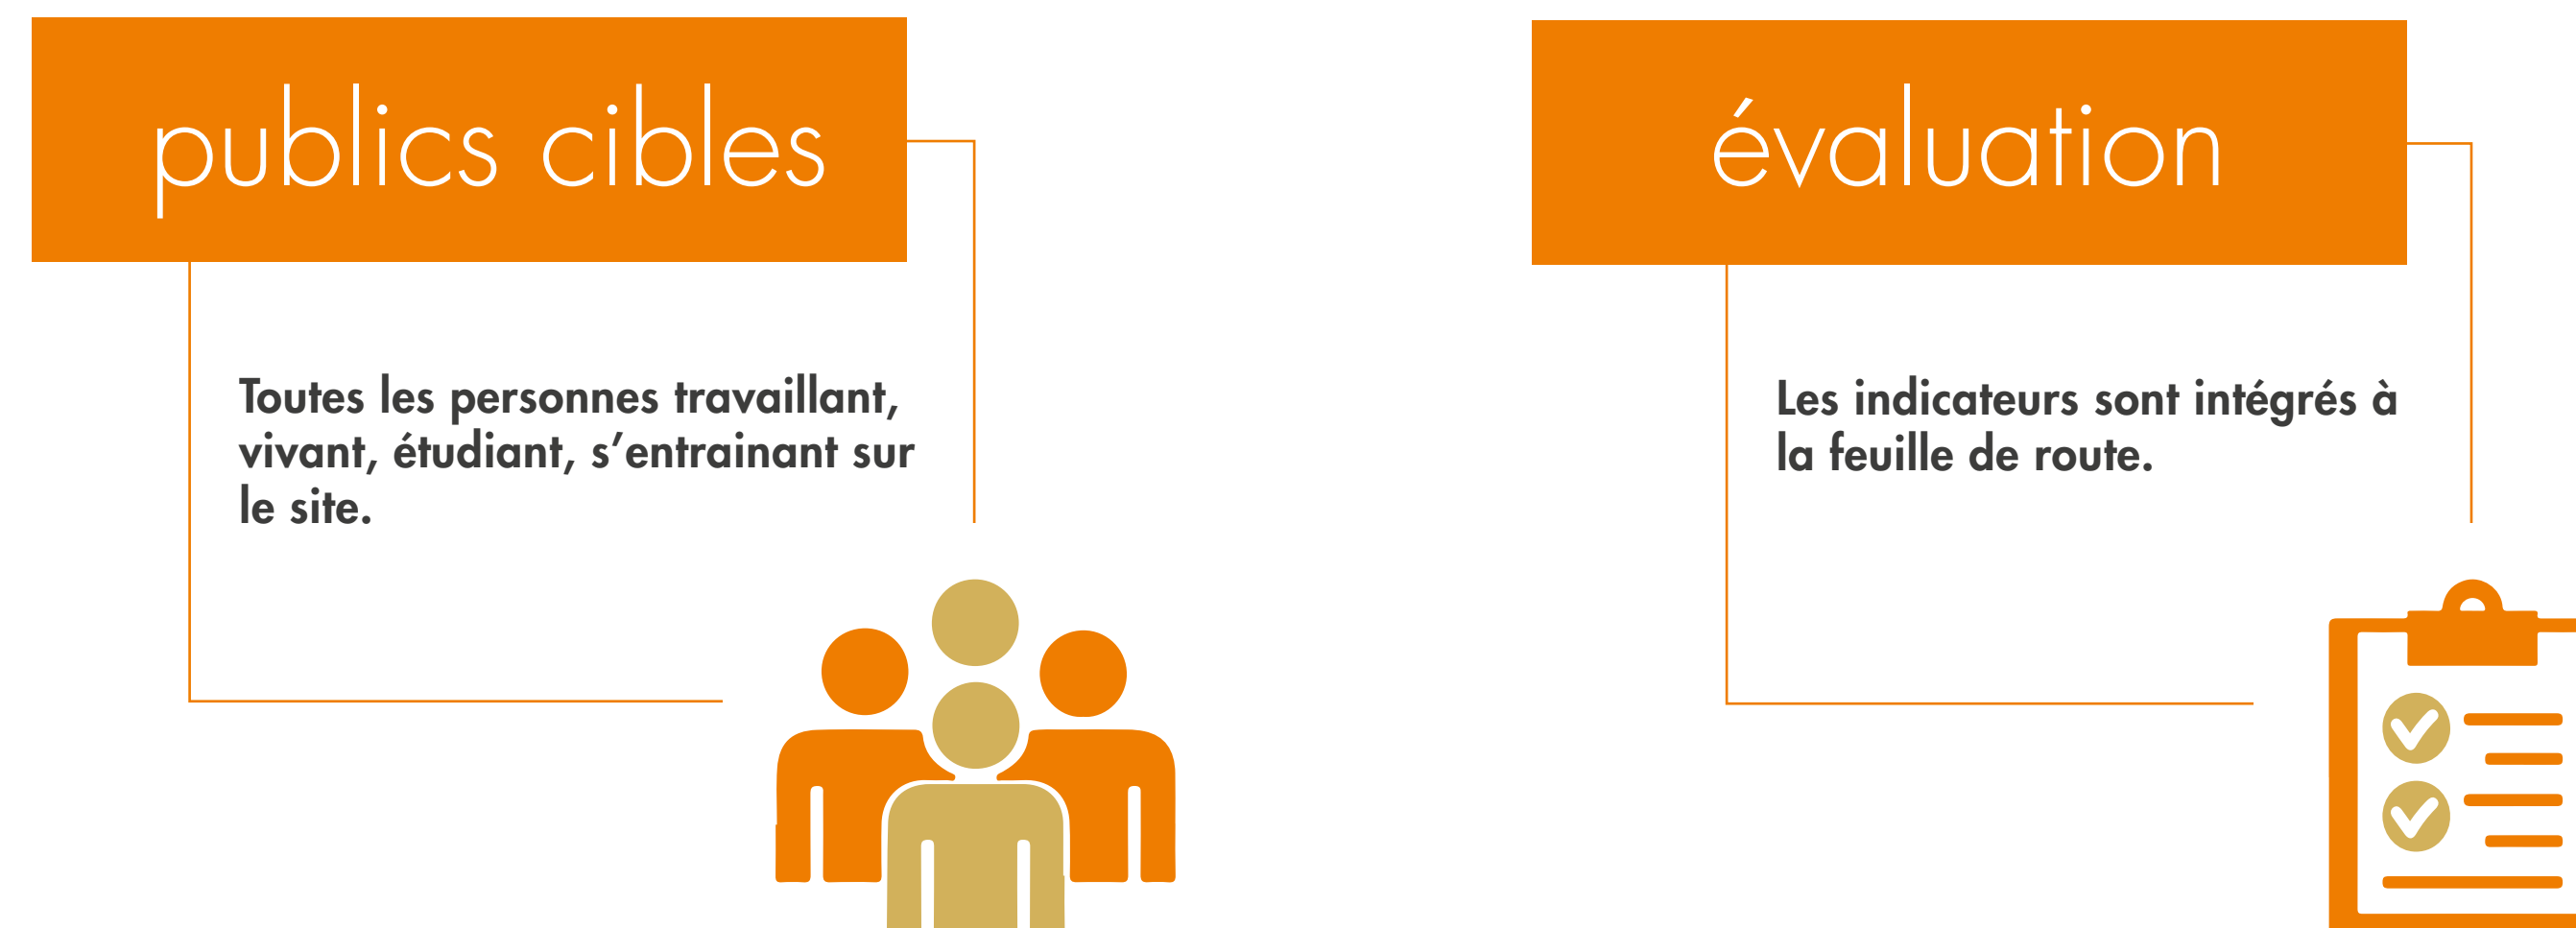 publics cibles
Toutes les personnes travaillant,
vivant, étudiant, s’entrainant sur
le site.
évaluation
Les indicateurs sont intégrés à
la feuille de route.